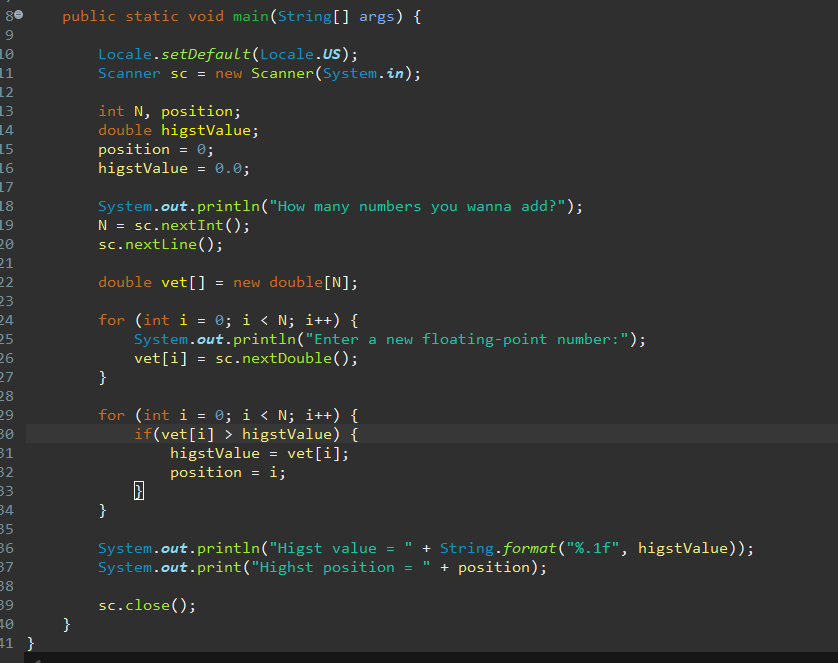 8 public static void main(String[] args) {
9
10 Locale.setDefault(Locale.US);
11 Scanner sc = new Scanner(System.in);
12
13 int N, position;
14 double higstValue;
15 position = 0;
16 higstValue = 0.0;
17
18 System.out.println("How many numbers you wanna add?");
19 N = sc.nextInt();
20 sc.nextLine();
21
22 double vet[] = new double[N];
23
24 for (int i = 0; i < N; i++) {
25 System.out.println("Enter a new floating-point number:");
26 vet[i] = sc.nextDouble();
27 }
28
29 for (int i = 0; i < N; i++) {
30 if(vet[i] > higstValue) {
31 higstValue = vet[i];
32 position = i;
33 }
34 }
35
36 System.out.println("Higst value = " + String.format("%.1f", higstValue));
37 System.out.print("Highst position = " + position);
38
39 sc.close();
40 }
41 }